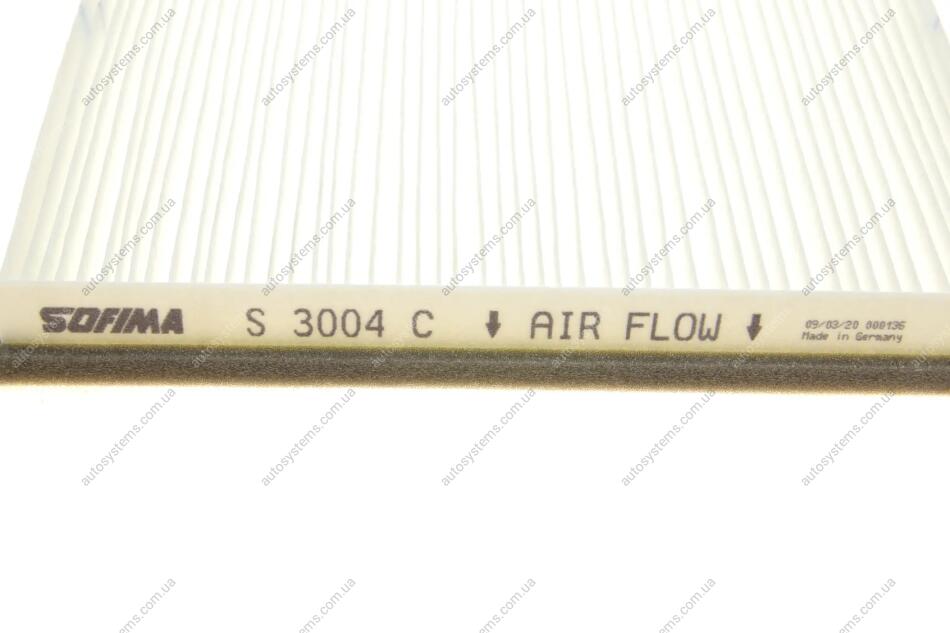 SOFIMA S 3004 C ↓ AIR FLOW ↓ 09/03/20 000136
Made in Germany
autosystems.com.ua